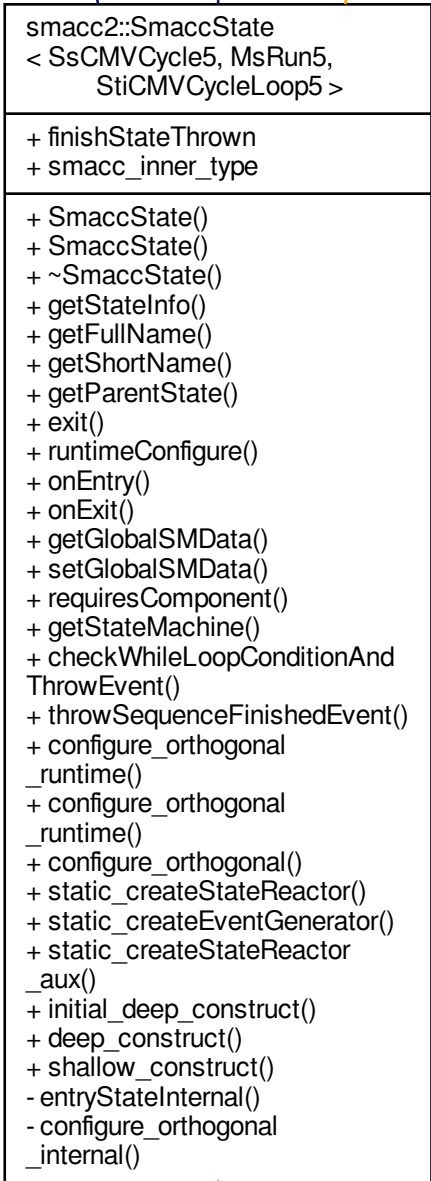 smacc2::SmaccState
< SsCMVCycle5, MsRun5,
StiCMVCycleLoop5 >
+ finishStateThrown
+ smacc_inner_type
+ SmaccState()
+ SmaccState()
+ ~SmaccState()
+ getStateInfo()
+ getFullName()
+ getShortName()
+ getParentState()
+ exit()
+ runtimeConfigure()
+ onEntry()
+ onExit()
+ getGlobalSMData()
+ setGlobalSMData()
+ requiresComponent()
+ getStateMachine()
+ checkWhileLoopConditionAnd
ThrowEvent()
+ throwSequenceFinishedEvent()
+ configure_orthogonal
_runtime()
+ configure_orthogonal
_runtime()
+ configure_orthogonal()
+ static_createStateReactor()
+ static_createEventGenerator()
+ static_createStateReactor
_aux()
+ initial_deep_construct()
+ deep_construct()
+ shallow_construct()
- entryStateInternal()
- configure_orthogonal
_internal()